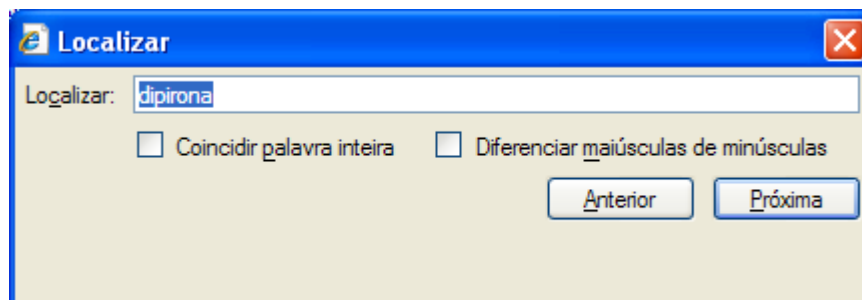 Localizar
Localizar: dipirona
Coincidir palavra inteira Diferenciar maiúsculas de minúsculas
Anterior Próxima